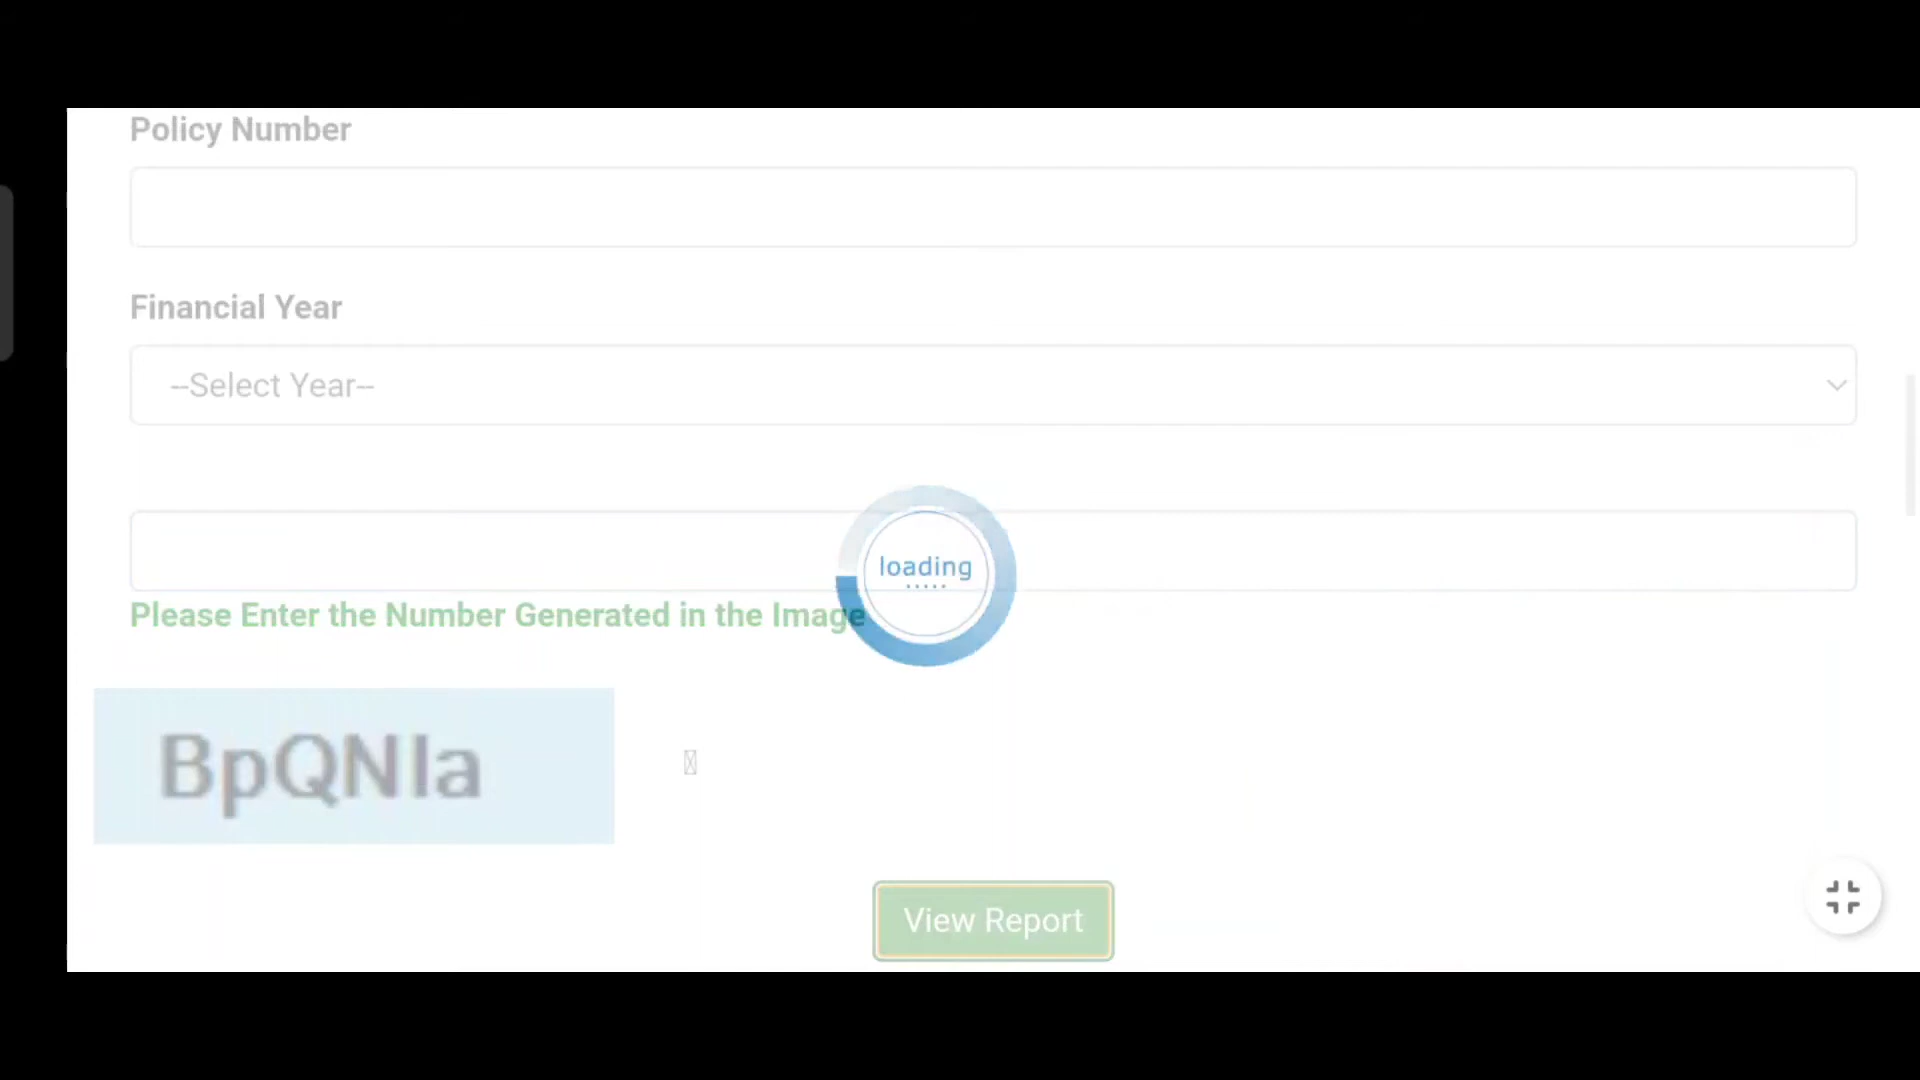 Policy Number
Financial Year
--Select Year--
loading
Please Enter the Number Generated in the Image
BpQNIa
View Report